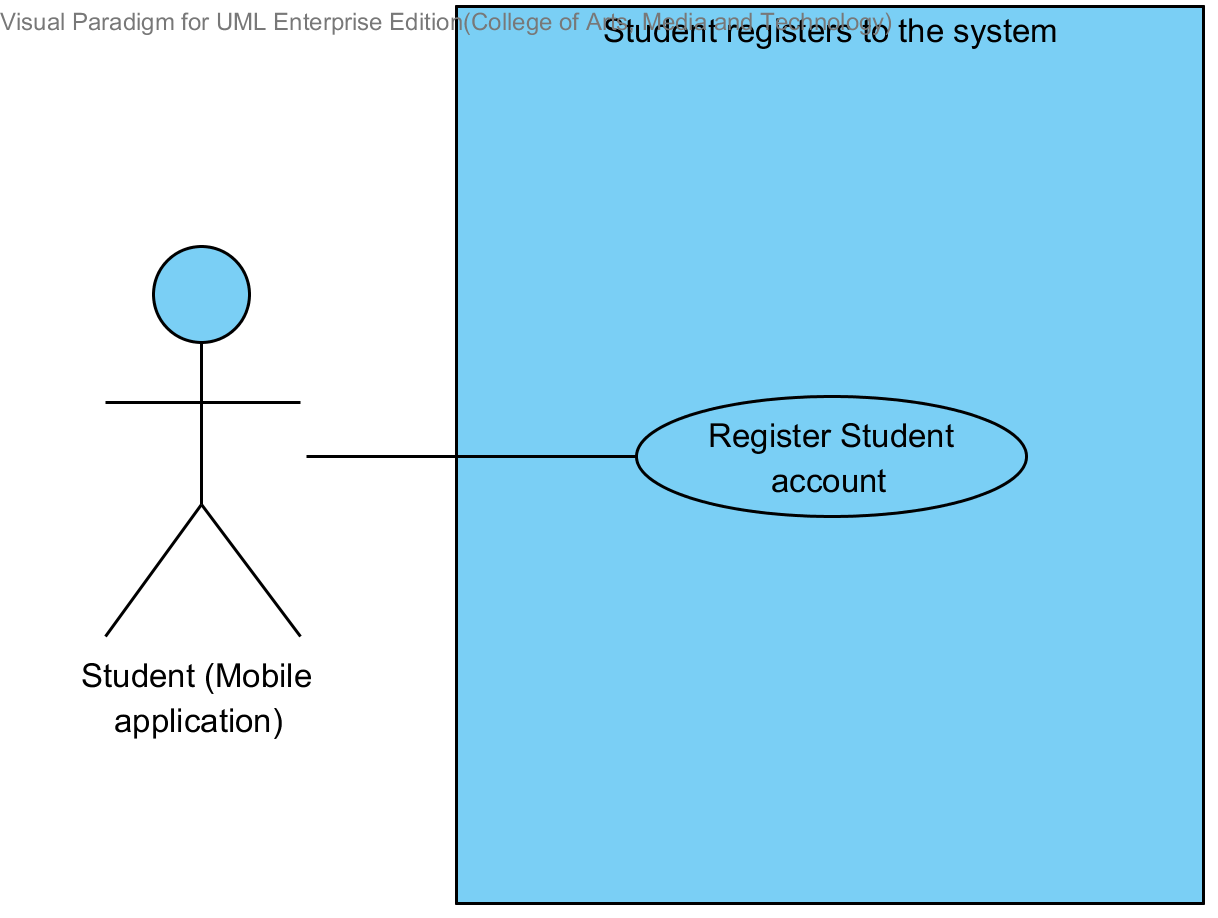 Visual Paradigm for UML Enterprise Edition(College of Arts, Media and Technology)
Student registers to the system
Register Student
account
Student (Mobile
application)